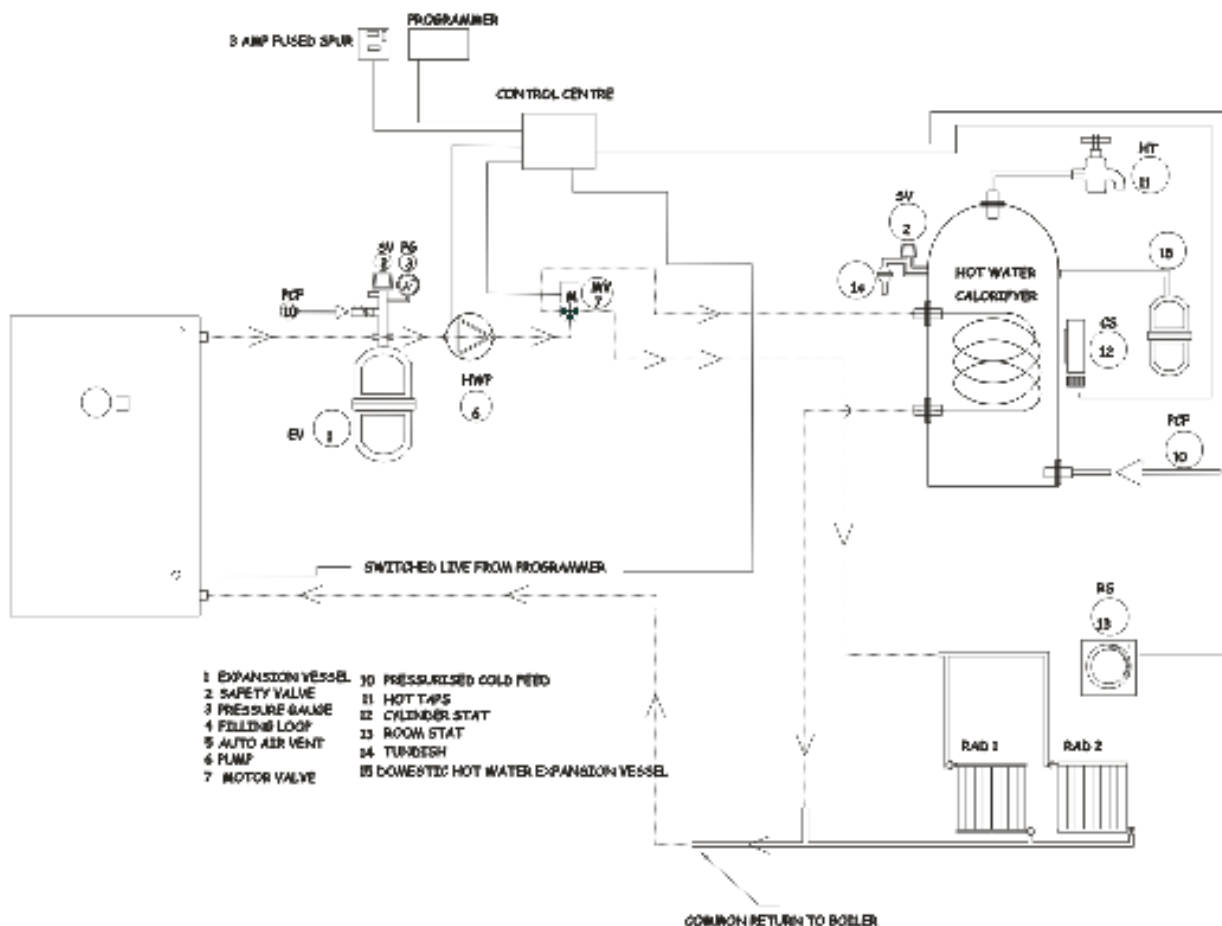 PROGRAMMER
3 AMP FUSED SPUR
CONTROL CENTRE
HT
11
SV
2
SV
2
PG
3
PCF
10
14
HOT WATER
CALORIFYER
15
M
MV
7
CS
12
HWP
6
EV
1
PCF
10
SWITCHED LIVE FROM PROGRAMMER
RS
13
1 EXPANSION VESSEL
2 SAFETY VALVE
3 PRESSURE GAUGE
4 FILLING LOOP
5 AUTO AIR VENT
6 PUMP
7 MOTOR VALVE
10 PRESSURISED COLD FEED
11 HOT TAPS
12 CYLINDER STAT
13 ROOM STAT
14 TUNDISH
15 DOMESTIC HOT WATER EXPANSION VESSEL
RAD 1
RAD 2
COMMON RETURN TO BOILER